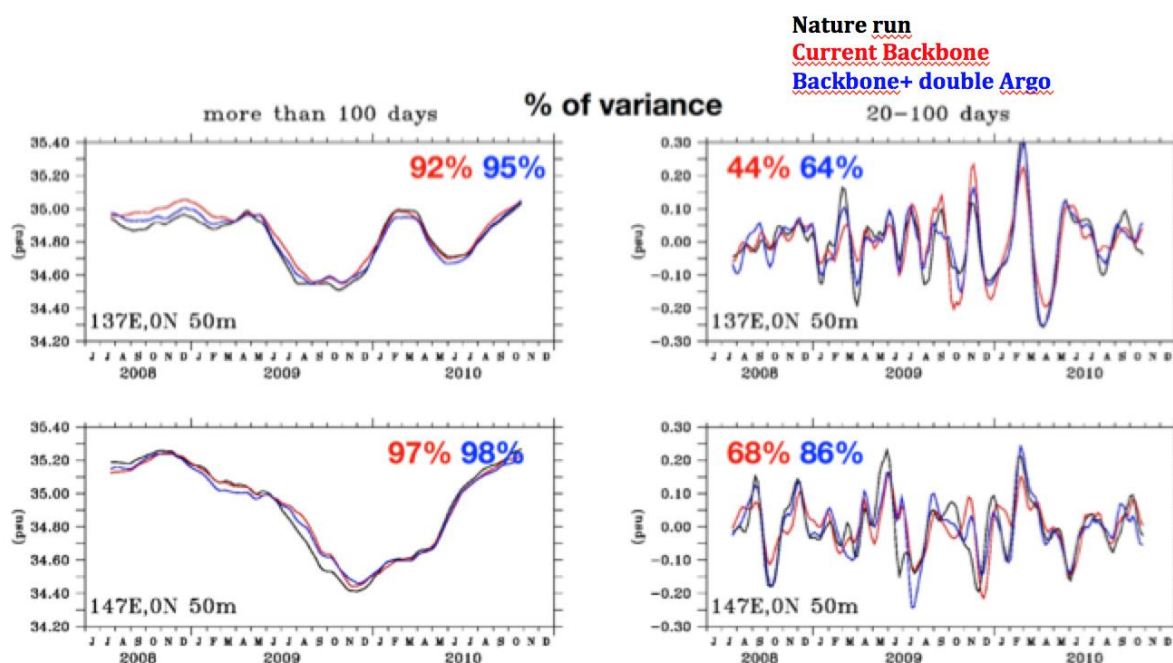 Nature run
Current Backbone
Backbone+ double Argo
% of variance
more than 100 days
20-100 days
92% 95%
35.40
35.20
35.00
34.80
34.60
34.40
34.20
(psu)
137E,0N 50m
J A S O N D J F M A M J J A S O N D J F M A M J J A S O N D
2008 2009 2010
44% 64%
0.30
0.20
0.10
0.00
-0.10
-0.20
-0.30
(psu)
137E,0N 50m
J J A S O N D J F M A M J J A S O N D J F M A M J J A S O N D
2008 2009 2010
97% 98%
35.40
35.20
35.00
34.80
34.60
34.40
34.20
(psu)
147E,0N 50m
J J A S O N D J F M A M J J A S O N D J F M A M J J A S O N D
2008 2009 2010
68% 86%
0.30
0.20
0.10
0.00
-0.10
-0.20
-0.30
(psu)
147E,0N 50m
J J A S O N D J F M A M J J A S O N D J F M A M J J A S O N D
2008 2009 2010